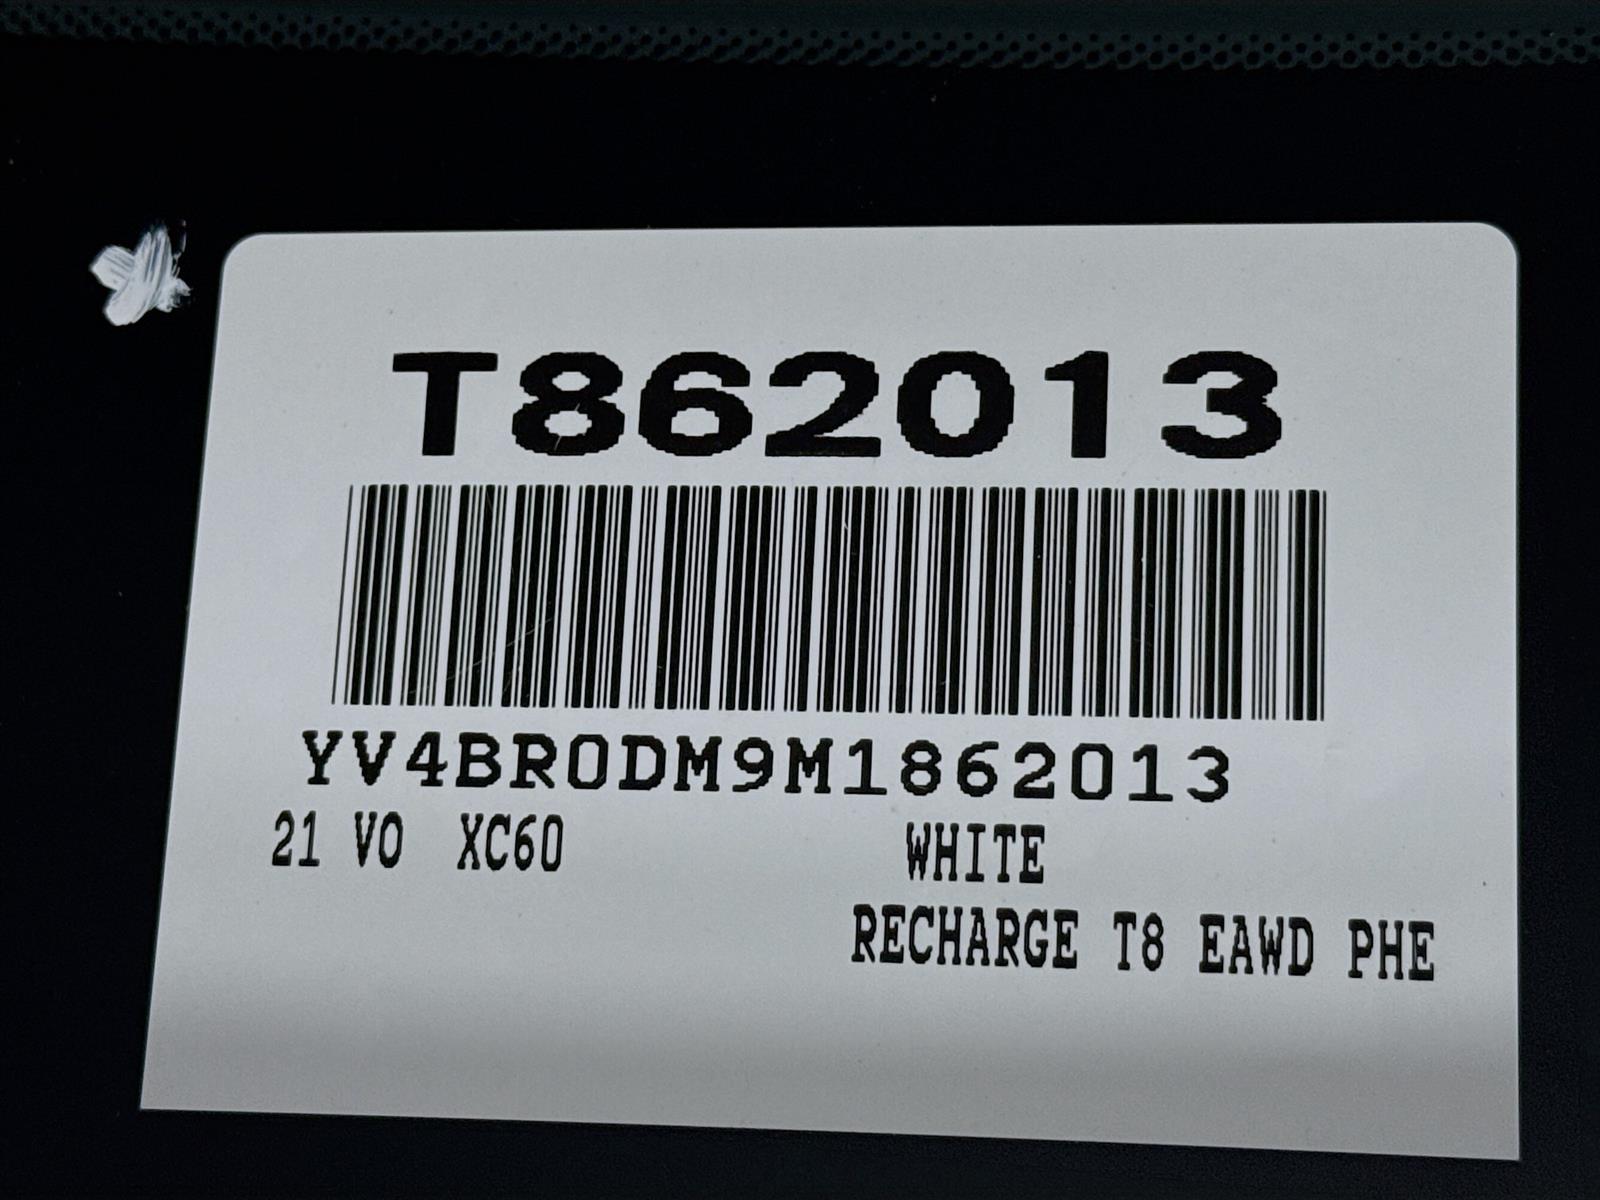 T862013
YV4BR0DM9M1862013
21 VO XC60 WHITE
RECHARGE T8 EAWD PHE